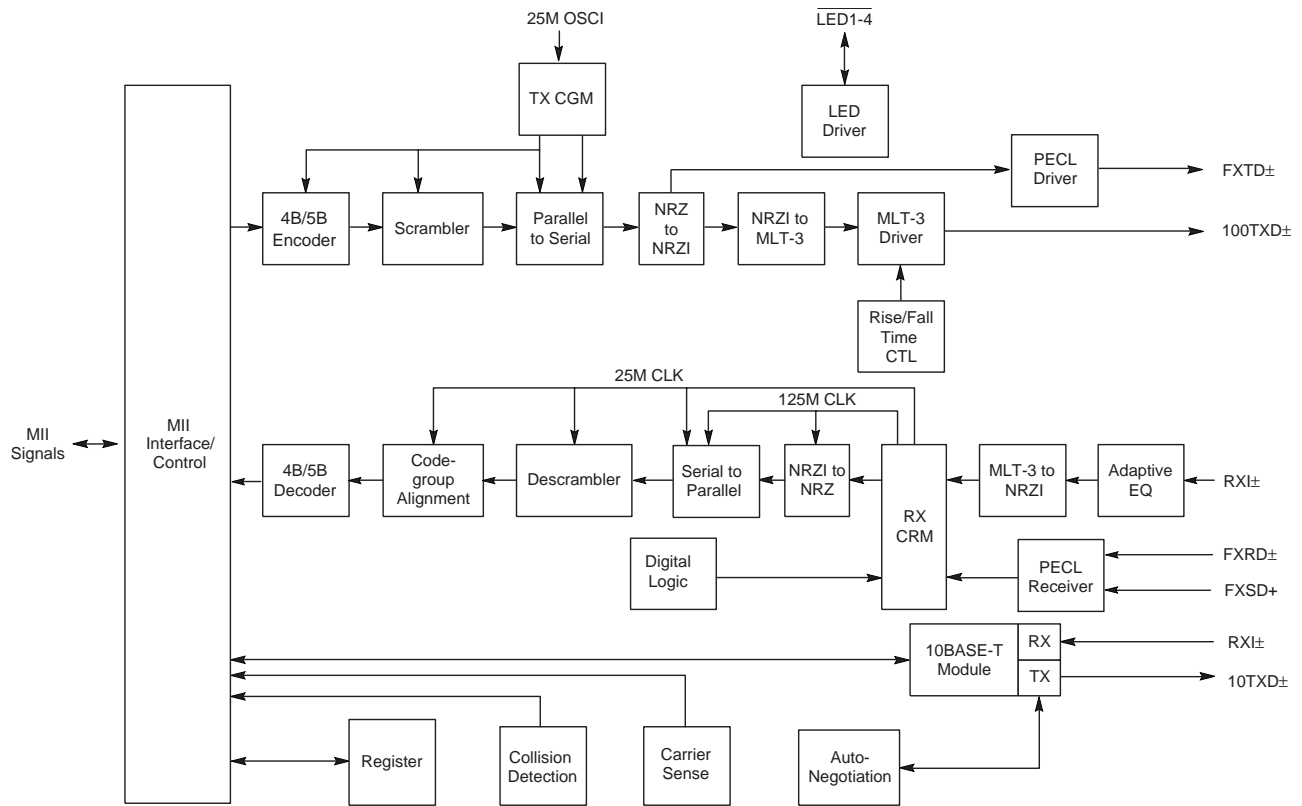 25M OSCI
LED1-4
TX CGM
LED
Driver
PECL
Driver
FXTD±
4B/5B
Encoder
Scrambler
Parallel
to Serial
NRZ
to
NRZI
NRZI to
MLT-3
MLT-3
Driver
100TXD±
Rise/Fall
Time
CTL
25M CLK
125M CLK
MII
Signals
MII
Interface/
Control
4B/5B
Decoder
Code-
group
Alignment
Descrambler
Serial to
Parallel
NRZI to
NRZ
RX
CRM
MLT-3 to
NRZI
Adaptive
EQ
RXI±
Digital
Logic
PECL
Receiver
FXRD±
FXSD+
10BASE-T
Module
RX
TX
RXI±
10TXD±
Register
Collision
Detection
Carrier
Sense
Auto-
Negotiation